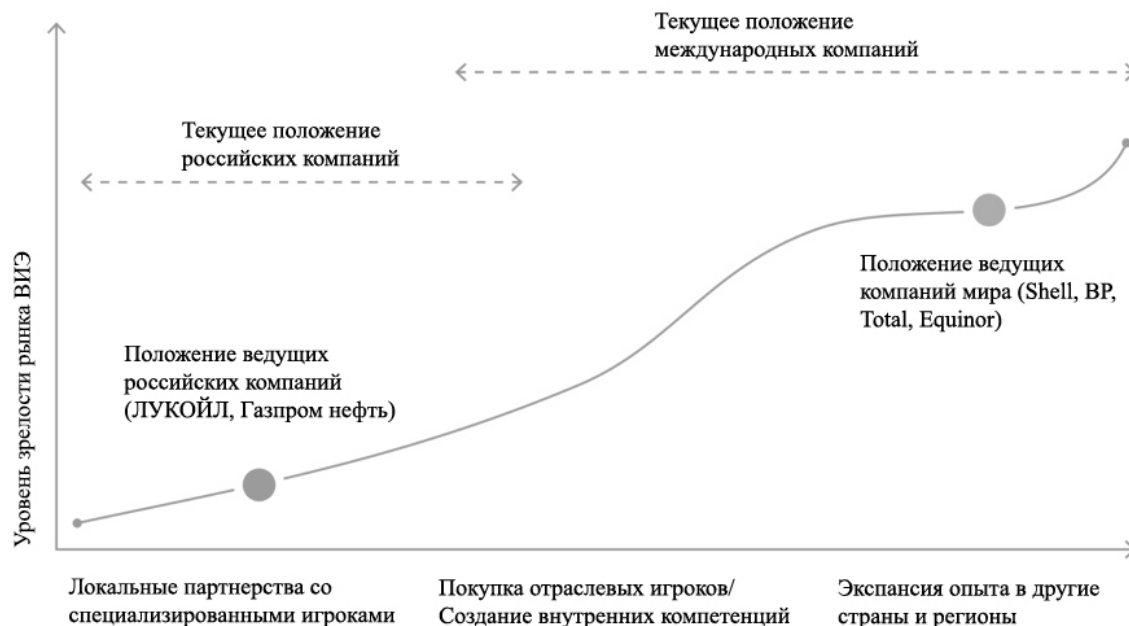 Текущее положение
международных компаний
Текущее положение
российских компаний
Уровень зрелости рынка ВИЭ
Положение ведущих
компаний мира (Shell, BP,
Total, Equinor)
Положение ведущих
российских компаний
(ЛУКОЙЛ, Газпром нефть)
Локальные партнерства со
специализированными игроками
Покупка отраслевых игроков/
Создание внутренних компетенций
Экспансия опыта в другие
страны и регионы